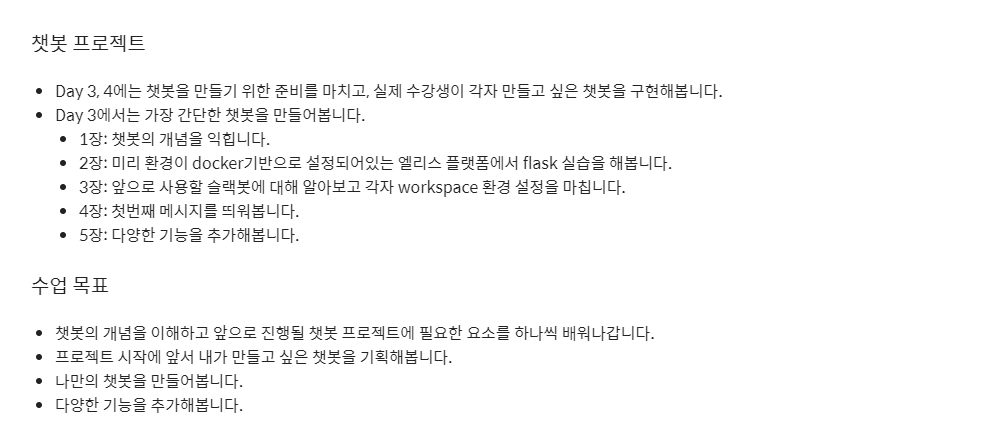 챗봇 프로젝트
Day 3, 4에는 챗봇을 만들기 위한 준비를 마치고, 실제 수강생이 각자 만들고 싶은 챗봇을 구현해봅니다.
Day 3에서는 가장 간단한 챗봇을 만들어봅니다.
1장: 챗봇의 개념을 익힙니다.
2장: 미리 환경이 docker기반으로 설정되어있는 엘리스 플랫폼에서 flask 실습을 해봅니다.
3장: 앞으로 사용할 슬랙봇에 대해 알아보고 각자 workspace 환경 설정을 마칩니다.
4장: 첫번째 메시지를 띄워봅니다.
5장: 다양한 기능을 추가해봅니다.
수업 목표
챗봇의 개념을 이해하고 앞으로 진행될 챗봇 프로젝트에 필요한 요소를 하나씩 배워나갑니다.
프로젝트 시작에 앞서 내가 만들고 싶은 챗봇을 기획해봅니다.
나만의 챗봇을 만들어봅니다.
다양한 기능을 추가해봅니다.